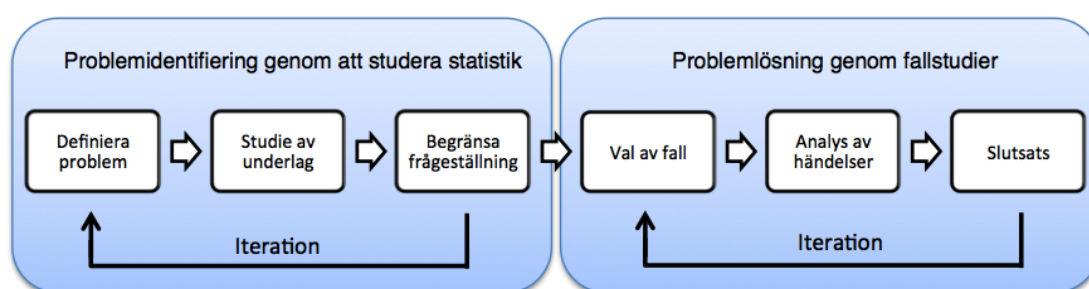 Problemidentifiering genom att studera statistik
Definiera
problem
Studie av
underlag
Begränsa
frågeställning
Iteration
Problemlösning genom fallstudier
Val av fall
Analys av
händelser
Slutsats
Iteration